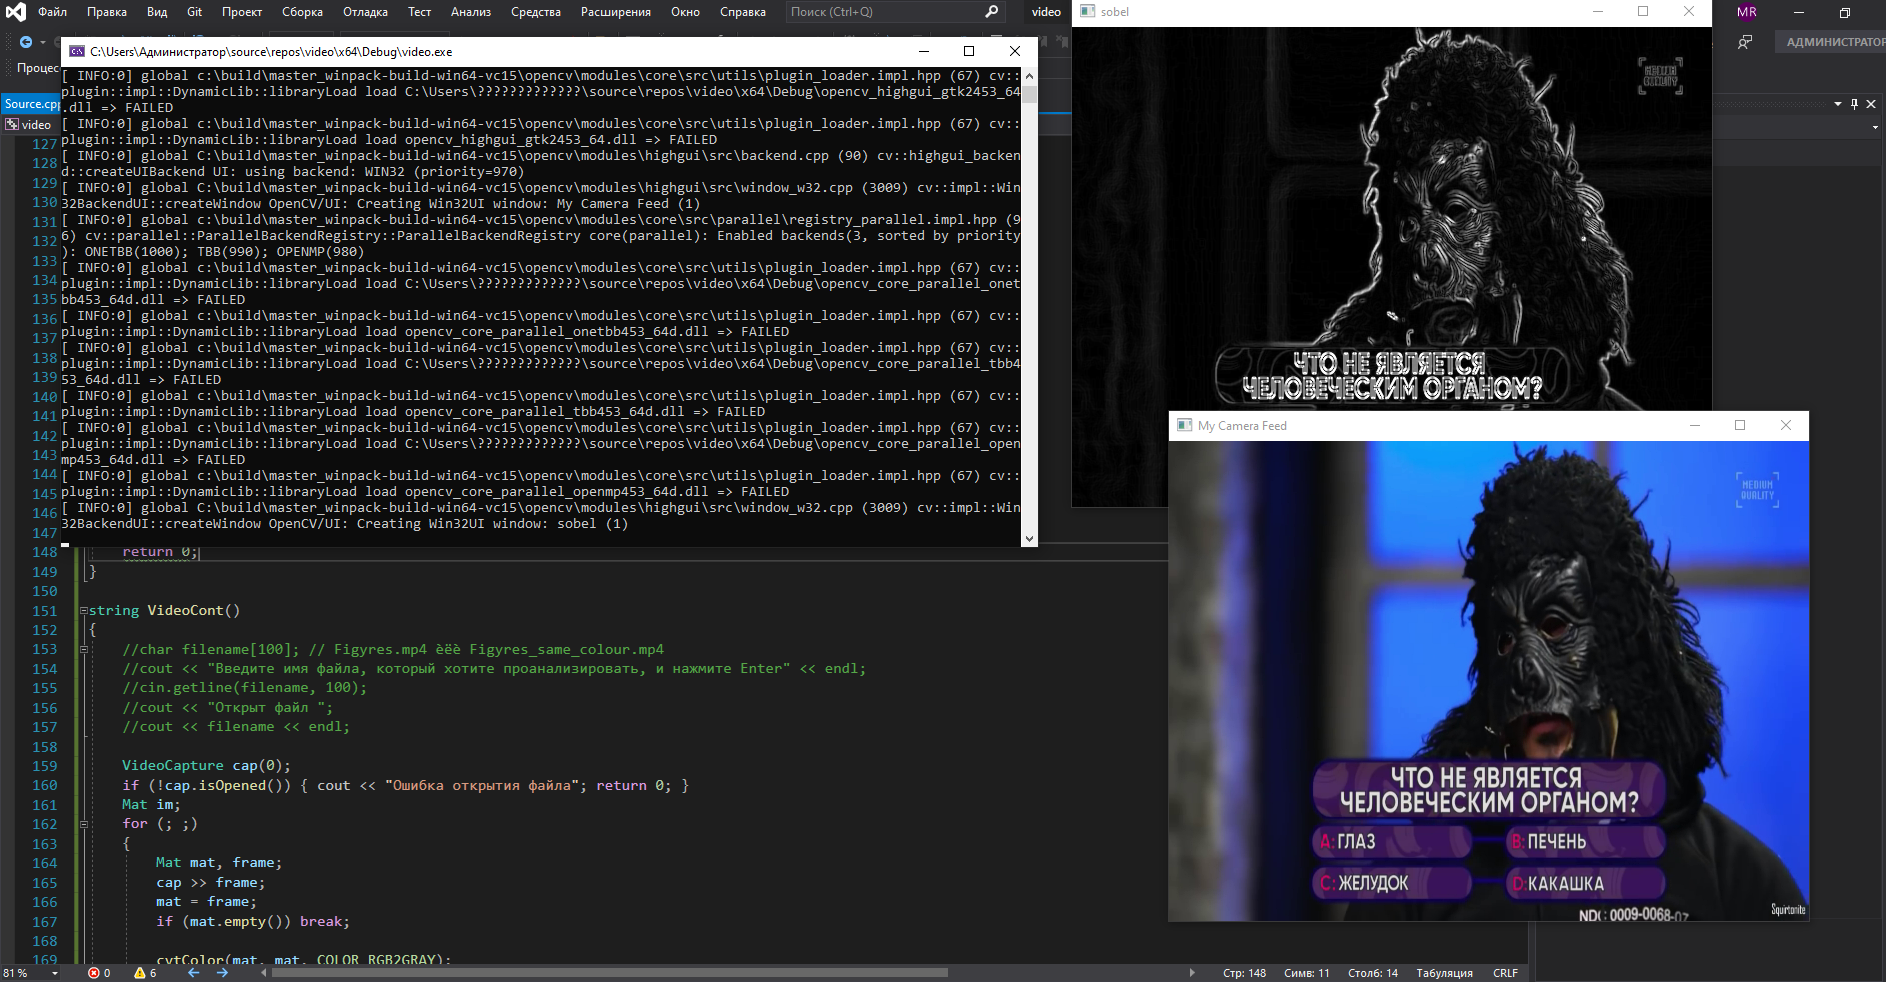 Файл Правка Вид Git Проект Сборка Отладка Тест Анализ Средства Расширения Окно Справка Поиск (Ctrl+Q) video
MR
АДМИНИСТРАТОР
Процес
Source.cpp
video
C:\Users\Администратор\source\repos\video\x64\Debug\video.exe
[ INFO:0] global c:\build\master_winpack-build-win64-vc15\opencv\modules\core\src\utils\plugin_loader.impl.hpp (67) cv::
plugin::impl::DynamicLib::libraryLoad load C:\Users\?????????????\source\repos\video\x64\Debug\opencv_highgui_gtk2453_64
.dll => FAILED
[ INFO:0] global c:\build\master_winpack-build-win64-vc15\opencv\modules\core\src\utils\plugin_loader.impl.hpp (67) cv::
plugin::impl::DynamicLib::libraryLoad load opencv_highgui_gtk2453_64.dll => FAILED
[ INFO:0] global C:\build\master_winpack-build-win64-vc15\opencv\modules\highgui\src\backend.cpp (90) cv::highgui_backen
d::createUIBackend UI: using backend: WIN32 (priority=970)
[ INFO:0] global C:\build\master_winpack-build-win64-vc15\opencv\modules\highgui\src\window_w32.cpp (3009) cv::impl::Win
32BackendUI::createWindow OpenCV/UI: Creating Win32UI window: My Camera Feed (1)
[ INFO:0] global C:\build\master_winpack-build-win64-vc15\opencv\modules\core\src\parallel\registry_parallel.impl.hpp (9
6) cv::parallel::ParallelBackendRegistry::ParallelBackendRegistry core(parallel): Enabled backends(3, sorted by priority
): ONETBB(1000); TBB(990); OPENMP(980)
[ INFO:0] global c:\build\master_winpack-build-win64-vc15\opencv\modules\core\src\utils\plugin_loader.impl.hpp (67) cv::
plugin::impl::DynamicLib::libraryLoad load C:\Users\?????????????\source\repos\video\x64\Debug\opencv_core_parallel_onet
bb453_64d.dll => FAILED
[ INFO:0] global c:\build\master_winpack-build-win64-vc15\opencv\modules\core\src\utils\plugin_loader.impl.hpp (67) cv::
plugin::impl::DynamicLib::libraryLoad load opencv_core_parallel_onetbb453_64d.dll => FAILED
[ INFO:0] global c:\build\master_winpack-build-win64-vc15\opencv\modules\core\src\utils\plugin_loader.impl.hpp (67) cv::
plugin::impl::DynamicLib::libraryLoad load C:\Users\?????????????\source\repos\video\x64\Debug\opencv_core_parallel_tbb4
53_64d.dll => FAILED
[ INFO:0] global c:\build\master_winpack-build-win64-vc15\opencv\modules\core\src\utils\plugin_loader.impl.hpp (67) cv::
plugin::impl::DynamicLib::libraryLoad load opencv_core_parallel_tbb453_64d.dll => FAILED
[ INFO:0] global c:\build\master_winpack-build-win64-vc15\opencv\modules\core\src\utils\plugin_loader.impl.hpp (67) cv::
plugin::impl::DynamicLib::libraryLoad load C:\Users\?????????????\source\repos\video\x64\Debug\opencv_core_parallel_open
mp453_64d.dll => FAILED
[ INFO:0] global c:\build\master_winpack-build-win64-vc15\opencv\modules\core\src\utils\plugin_loader.impl.hpp (67) cv::
plugin::impl::DynamicLib::libraryLoad load opencv_core_parallel_openmp453_64d.dll => FAILED
[ INFO:0] global C:\build\master_winpack-build-win64-vc15\opencv\modules\highgui\src\window_w32.cpp (3009) cv::impl::Win
32BackendUI::createWindow OpenCV/UI: Creating Win32UI window: sobel (1)
127
128
129
130
131
132
133
134
135
136
137
138
139
140
141
142
143
144
145
146
147
148 return 0;
149 }
150
151 string VideoCont()
152 {
153 //char filename[100]; // Figyres.mp4 èëè Figyres_same_colour.mp4
154 //cout << "Введите имя файла, который хотите проанализировать, и нажмите Enter" << endl;
155 //cin.getline(filename, 100);
156 //cout << "Открыт файл ";
157 //cout << filename << endl;
158
159 VideoCapture cap(0);
160 if (!cap.isOpened()) { cout << "Ошибка открытия файла"; return 0; }
161 Mat im;
162 for (; ;)
163 {
164 Mat mat, frame;
165 cap >> frame;
166 mat = frame;
167 if (mat.empty()) break;
168
169 cvtColor(mat, mat, COLOR_RGB2GRAY);
81 % 0 6 Стр: 148 Симв: 11 Столб: 14 Табуляция CRLF
sobel
MEDIUM
QUALITY
ЧТО НЕ ЯВЛЯЕТСЯ
ЧЕЛОВЕЧЕСКИМ ОРГАНОМ?
My Camera Feed
MEDIUM
QUALITY
ЧТО НЕ ЯВЛЯЕТСЯ
ЧЕЛОВЕЧЕСКИМ ОРГАНОМ?
A: ГЛАЗ B: ПЕЧЕНЬ
C: ЖЕЛУДОК D: КАКАШКА
Squirtonite